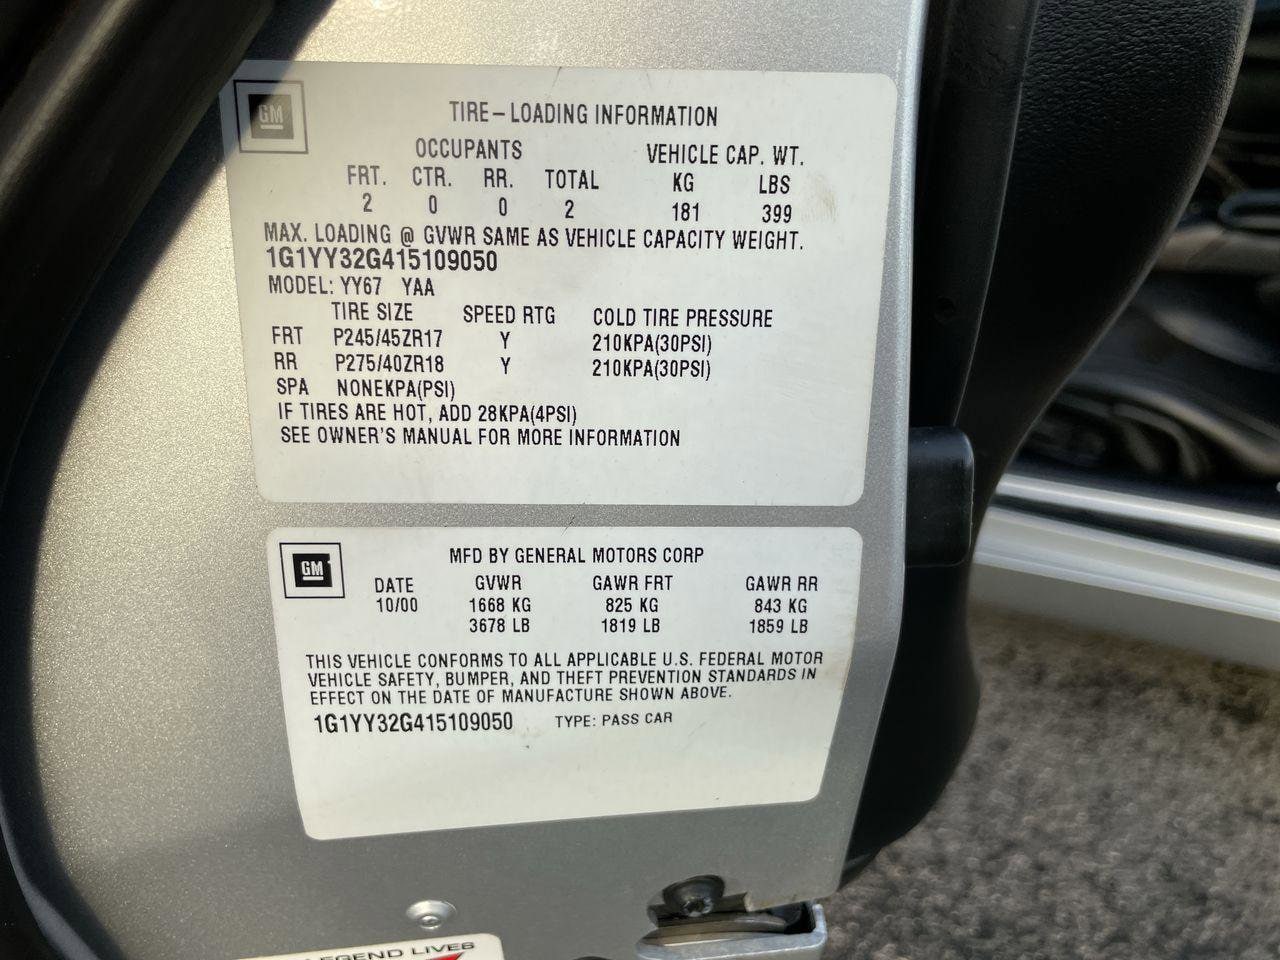 GM
TIRE-LOADING INFORMATION
OCCUPANTS VEHICLE CAP. WT.
FRT. CTR. RR. TOTAL KG LBS
2 0 0 2 181 399
MAX. LOADING @ GVWR SAME AS VEHICLE CAPACITY WEIGHT.
1G1YY32G415109050
MODEL: YY67 YAA
TIRE SIZE SPEED RTG COLD TIRE PRESSURE
FRT P245/45ZR17 Y 210KPA(30PSI)
RR P275/40ZR18 Y 210KPA(30PSI)
SPA NONEKPA(PSI)
IF TIRES ARE HOT, ADD 28KPA(4PSI)
SEE OWNER'S MANUAL FOR MORE INFORMATION
GM
MFD BY GENERAL MOTORS CORP
DATE GVWR GAWR FRT GAWR RR
10/00 1668 KG 825 KG 843 KG
3678 LB 1819 LB 1859 LB
THIS VEHICLE CONFORMS TO ALL APPLICABLE U.S. FEDERAL MOTOR
VEHICLE SAFETY, BUMPER, AND THEFT PREVENTION STANDARDS IN
EFFECT ON THE DATE OF MANUFACTURE SHOWN ABOVE.
1G1YY32G415109050 TYPE: PASS CAR
LIVES